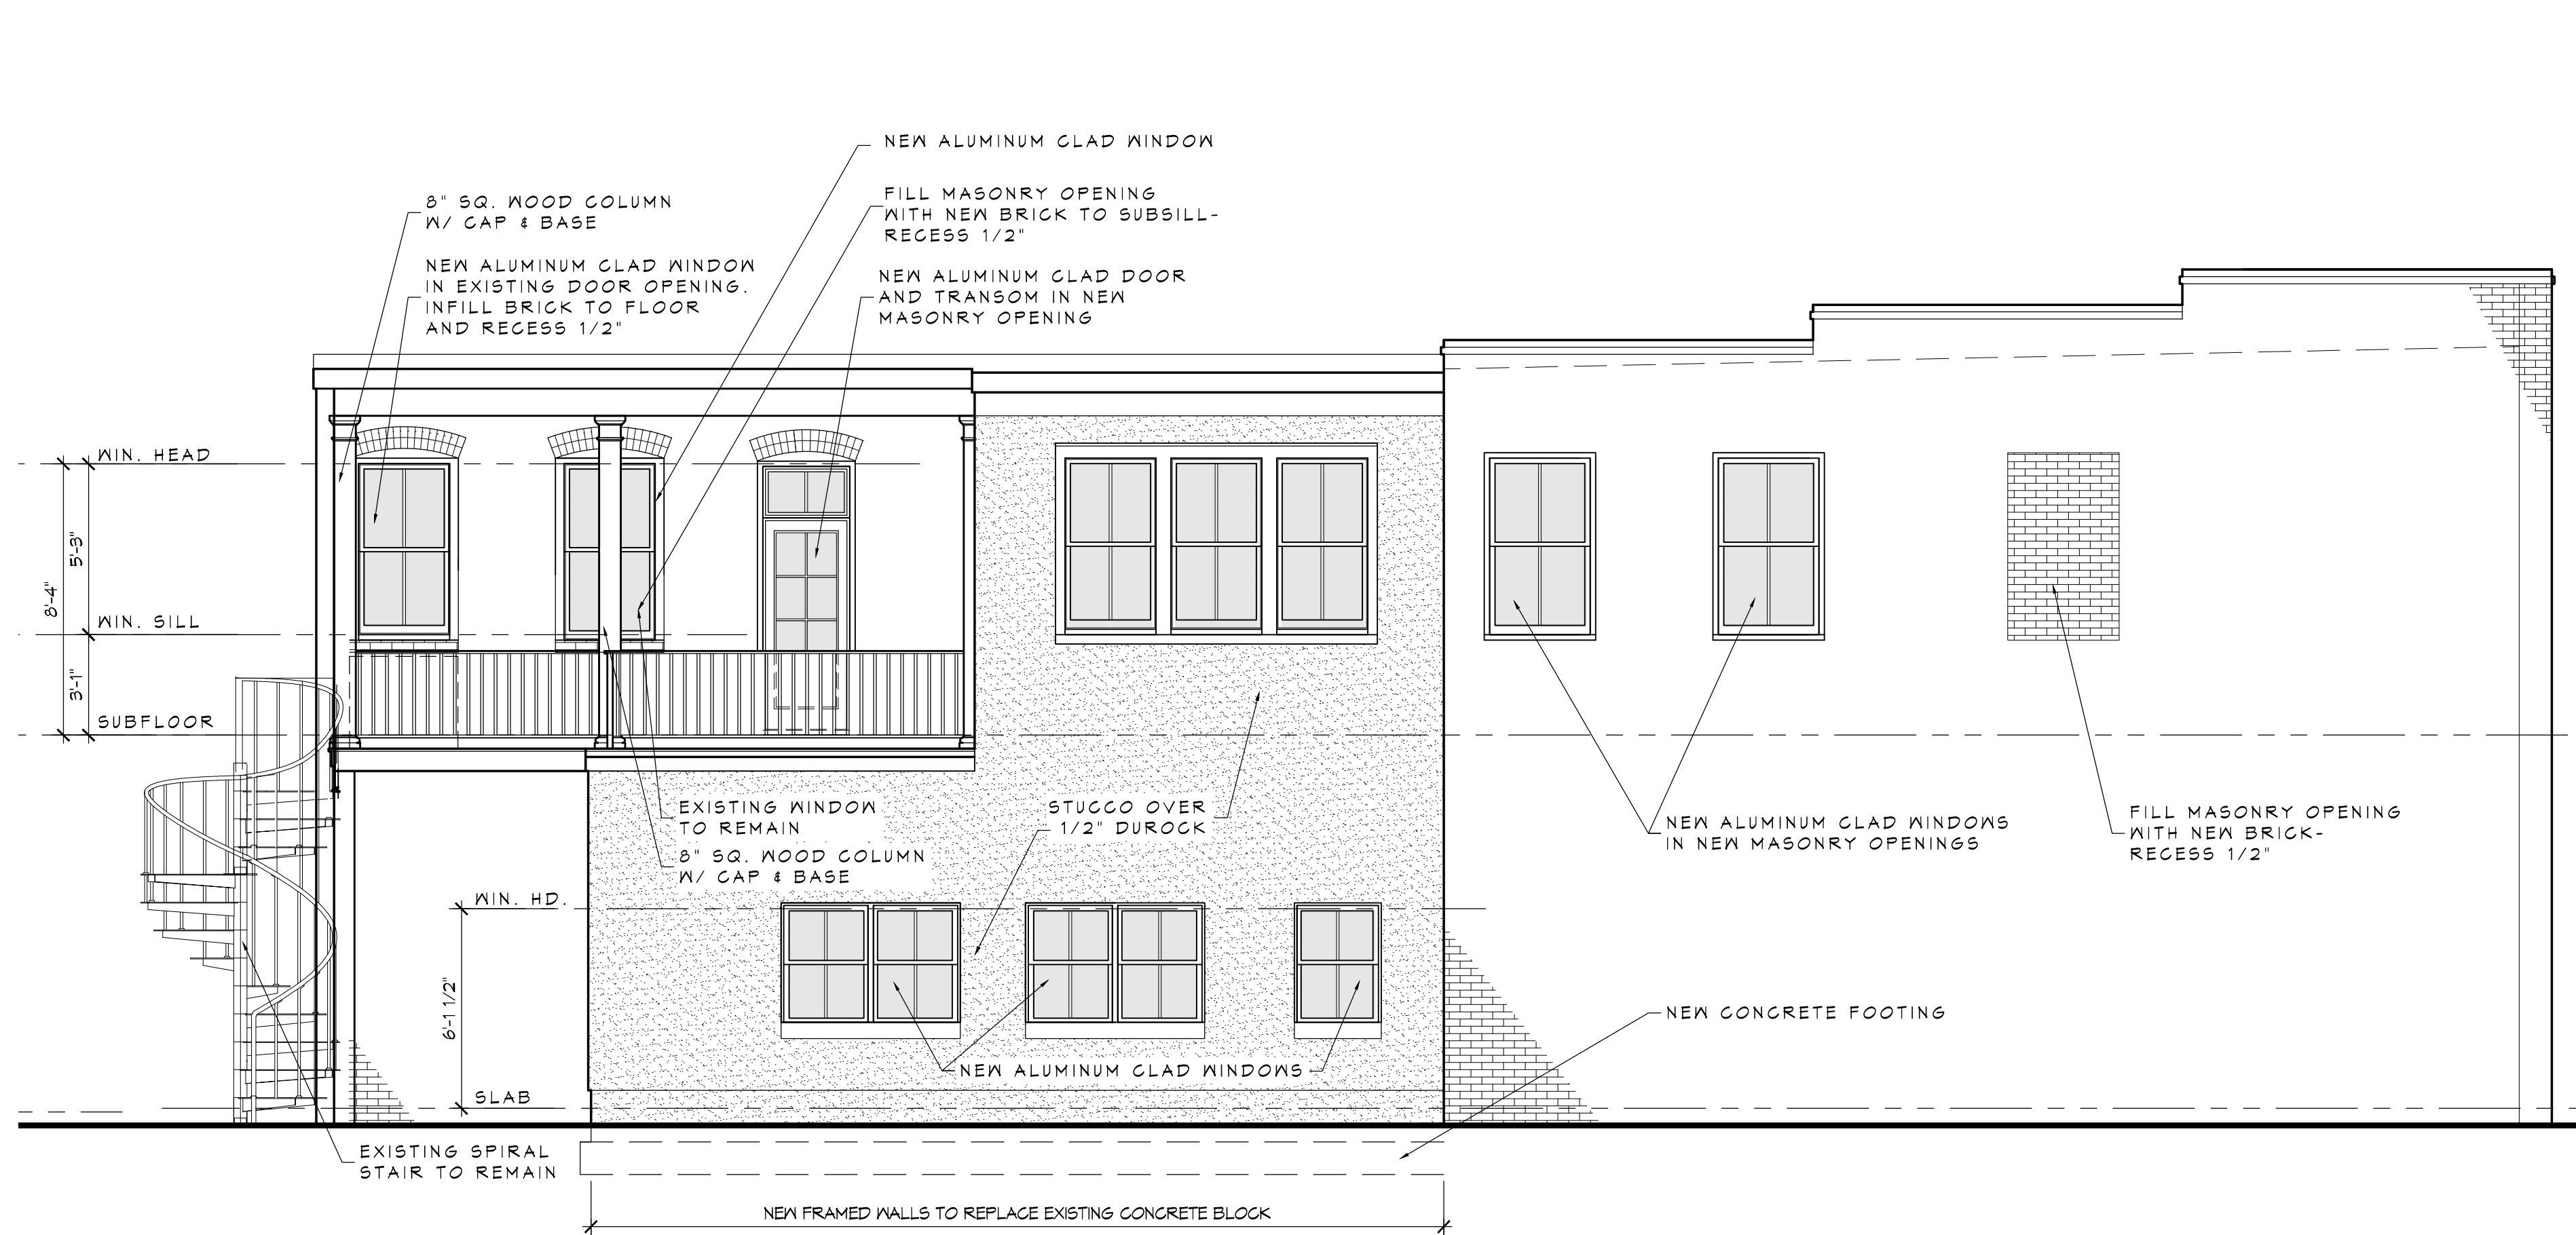 NEW ALUMINUM CLAD WINDOW
FILL MASONRY OPENING
WITH NEW BRICK TO SUBSILL-
RECESS 1/2"
8" SQ. WOOD COLUMN
W/ CAP & BASE
NEW ALUMINUM CLAD WINDOW
IN EXISTING DOOR OPENING.
INFILL BRICK TO FLOOR
AND RECESS 1/2"
NEW ALUMINUM CLAD DOOR
AND TRANSOM IN NEW
MASONRY OPENING
WIN. HEAD
5'-3"
8'-4"
WIN. SILL
3'-1"
SUBFLOOR
EXISTING WINDOW
TO REMAIN
8" SQ. WOOD COLUMN
W/ CAP & BASE
STUCCO OVER
1/2" DUROCK
NEW ALUMINUM CLAD WINDOWS
IN NEW MASONRY OPENINGS
FILL MASONRY OPENING
WITH NEW BRICK-
RECESS 1/2"
WIN. HD.
6'-1 1/2"
SLAB
NEW ALUMINUM CLAD WINDOWS
NEW CONCRETE FOOTING
EXISTING SPIRAL
STAIR TO REMAIN
NEW FRAMED WALLS TO REPLACE EXISTING CONCRETE BLOCK